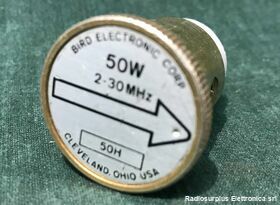 BIRD ELECTRONIC CORP
50W
2-30MHz
50H
CLEVELAND, OHIO USA
Radiosurplus Elettronica srl